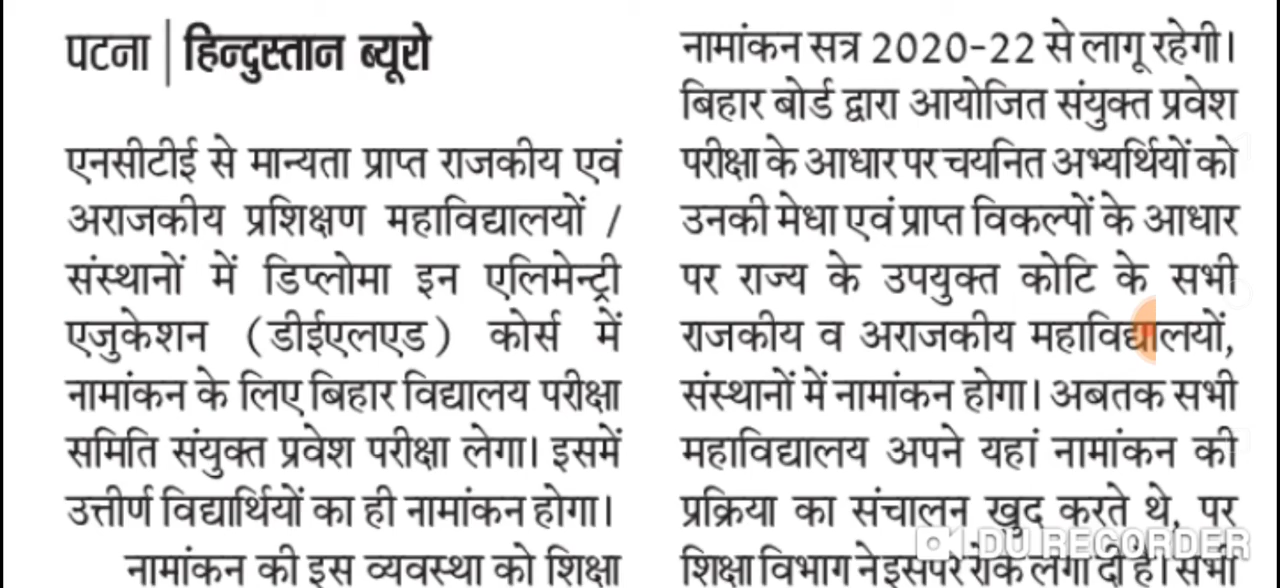 पटना | हिन्दुस्तान ब्यूरो
एनसीटीई से मान्यता प्राप्त राजकीय एवं
अराजकीय प्रशिक्षण महाविद्यालयों /
संस्थानों में डिप्लोमा इन एलिमेन्ट्री
एजुकेशन (डीईएलएड) कोर्स में
नामांकन के लिए बिहार विद्यालय परीक्षा
समिति संयुक्त प्रवेश परीक्षा लेगा। इसमें
उत्तीर्ण विद्यार्थियों का ही नामांकन होगा।
नामांकन की इस व्यवस्था को शिक्षा
नामांकन सत्र 2020-22 से लागू रहेगी।
बिहार बोर्ड द्वारा आयोजित संयुक्त प्रवेश
परीक्षा के आधार पर चयनित अभ्यर्थियों को
उनकी मेधा एवं प्राप्त विकल्पों के आधार
पर राज्य के उपयुक्त कोटि के सभी
राजकीय व अराजकीय महाविद्यालयों,
संस्थानों में नामांकन होगा। अबतक सभी
महाविद्यालय अपने यहां नामांकन की
प्रक्रिया का संचालन खुद करते थे, पर
शिक्षा विभाग ने इसपर रोक लगा दी है। सभी
DU RECORDER